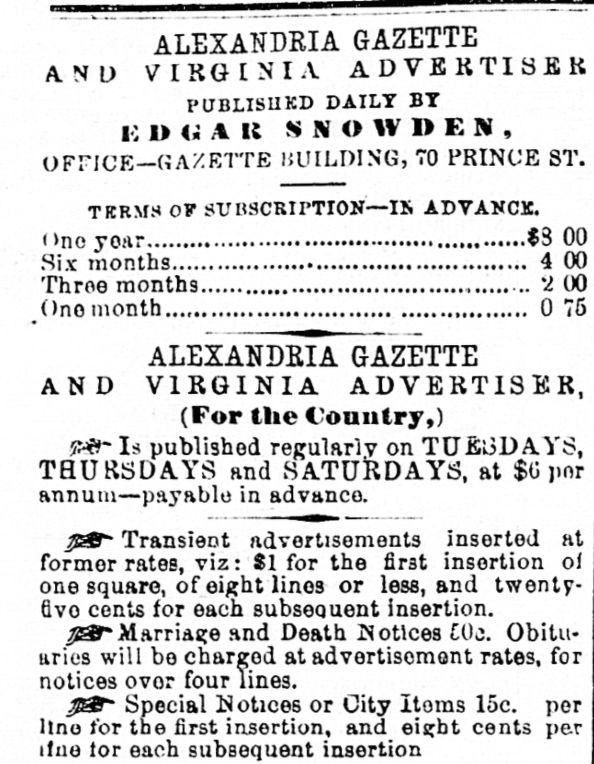 ALEXANDRIA GAZETTE
AND VIRGINIA ADVERTISER
PUBLISHED DAILY BY
EDGAR SNOWDEN,
OFFICE—GAZETTE BUILDING, 70 PRINCE ST.
TERMS OF SUBSCRIPTION—IN ADVANCE.
One year................................................$8 00
Six months............................................. 4 00
Three months......................................... 2 00
One month.............................................. 0 75
ALEXANDRIA GAZETTE
AND VIRGINIA ADVERTISER,
(For the Country,)
☞ Is published regularly on TUESDAYS,
THURSDAYS and SATURDAYS, at $6 per
annum—payable in advance.
☞ Transient advertisements inserted at
former rates, viz: $1 for the first insertion of
one square, of eight lines or less, and twenty-
five cents for each subsequent insertion.
☞ Marriage and Death Notices 50c. Obitu-
aries will be charged at advertisement rates, for
notices over four lines.
☞ Special Notices or City Items 15c. per
line for the first insertion, and eight cents per
line for each subsequent insertion